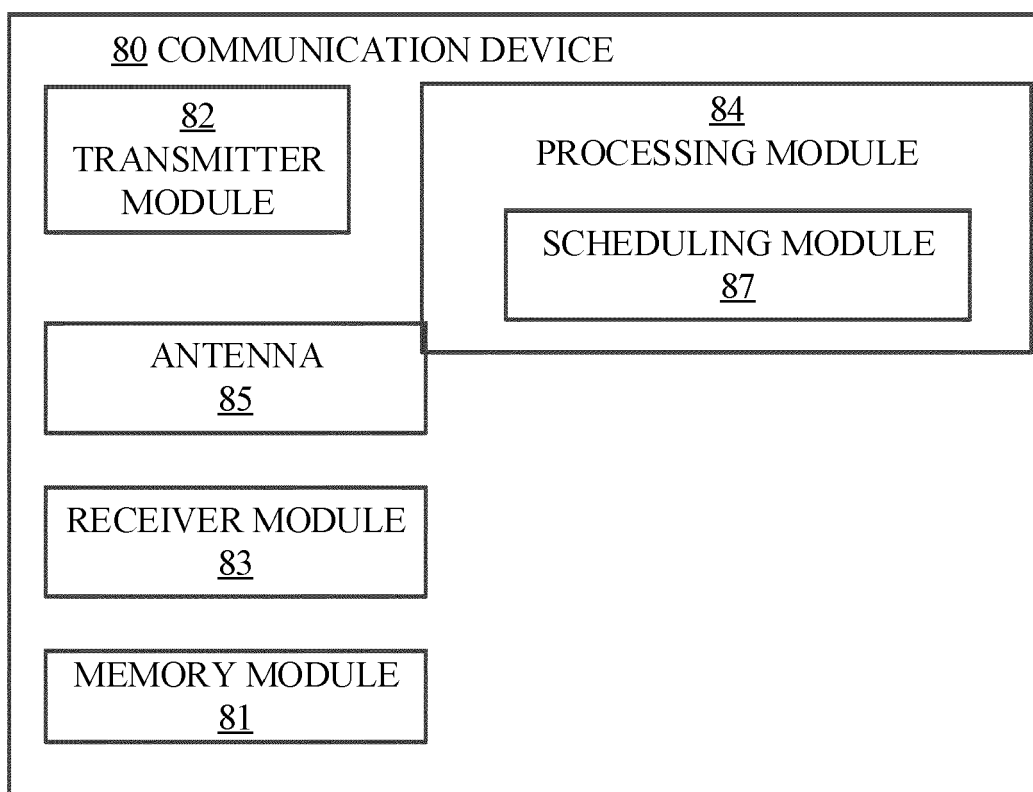 80 COMMUNICATION DEVICE
82
TRANSMITTER
MODULE
84
PROCESSING MODULE
SCHEDULING MODULE
87
ANTENNA
85
RECEIVER MODULE
83
MEMORY MODULE
81